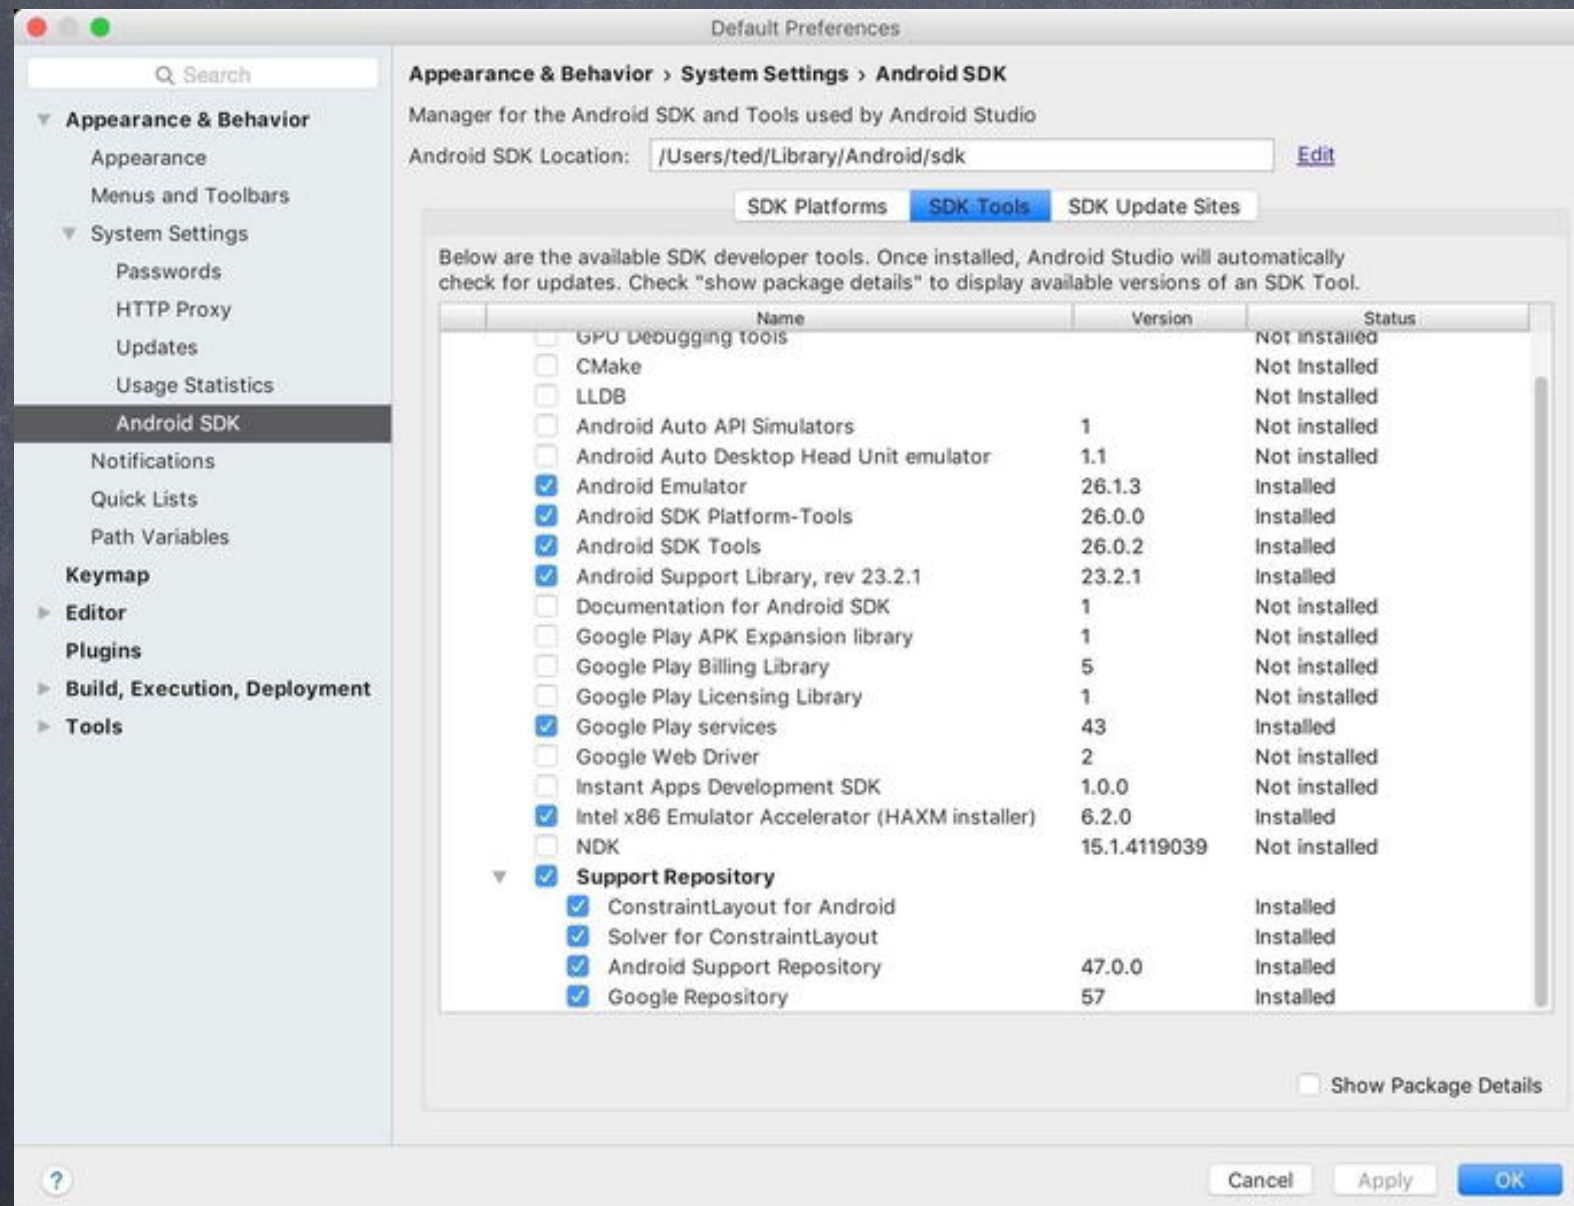 Default Preferences
Search
Appearance & Behavior
Appearance
Menus and Toolbars
System Settings
Passwords
HTTP Proxy
Updates
Usage Statistics
Android SDK
Notifications
Quick Lists
Path Variables
Keymap
Editor
Plugins
Build, Execution, Deployment
Tools
Appearance & Behavior › System Settings › Android SDK
Manager for the Android SDK and Tools used by Android Studio
Android SDK Location: /Users/ted/Library/Android/sdk Edit
SDK Platforms SDK Tools SDK Update Sites
Below are the available SDK developer tools. Once installed, Android Studio will automatically
check for updates. Check "show package details" to display available versions of an SDK Tool.
Name Version Status
GPU Debugging tools Not Installed
CMake Not Installed
LLDB Not Installed
Android Auto API Simulators 1 Not installed
Android Auto Desktop Head Unit emulator 1.1 Not installed
Android Emulator 26.1.3 Installed
Android SDK Platform-Tools 26.0.0 Installed
Android SDK Tools 26.0.2 Installed
Android Support Library, rev 23.2.1 23.2.1 Installed
Documentation for Android SDK 1 Not installed
Google Play APK Expansion library 1 Not installed
Google Play Billing Library 5 Not installed
Google Play Licensing Library 1 Not installed
Google Play services 43 Installed
Google Web Driver 2 Not installed
Instant Apps Development SDK 1.0.0 Not installed
Intel x86 Emulator Accelerator (HAXM installer) 6.2.0 Installed
NDK 15.1.4119039 Not installed
Support Repository
ConstraintLayout for Android Installed
Solver for ConstraintLayout Installed
Android Support Repository 47.0.0 Installed
Google Repository 57 Installed
Show Package Details
? Cancel Apply OK